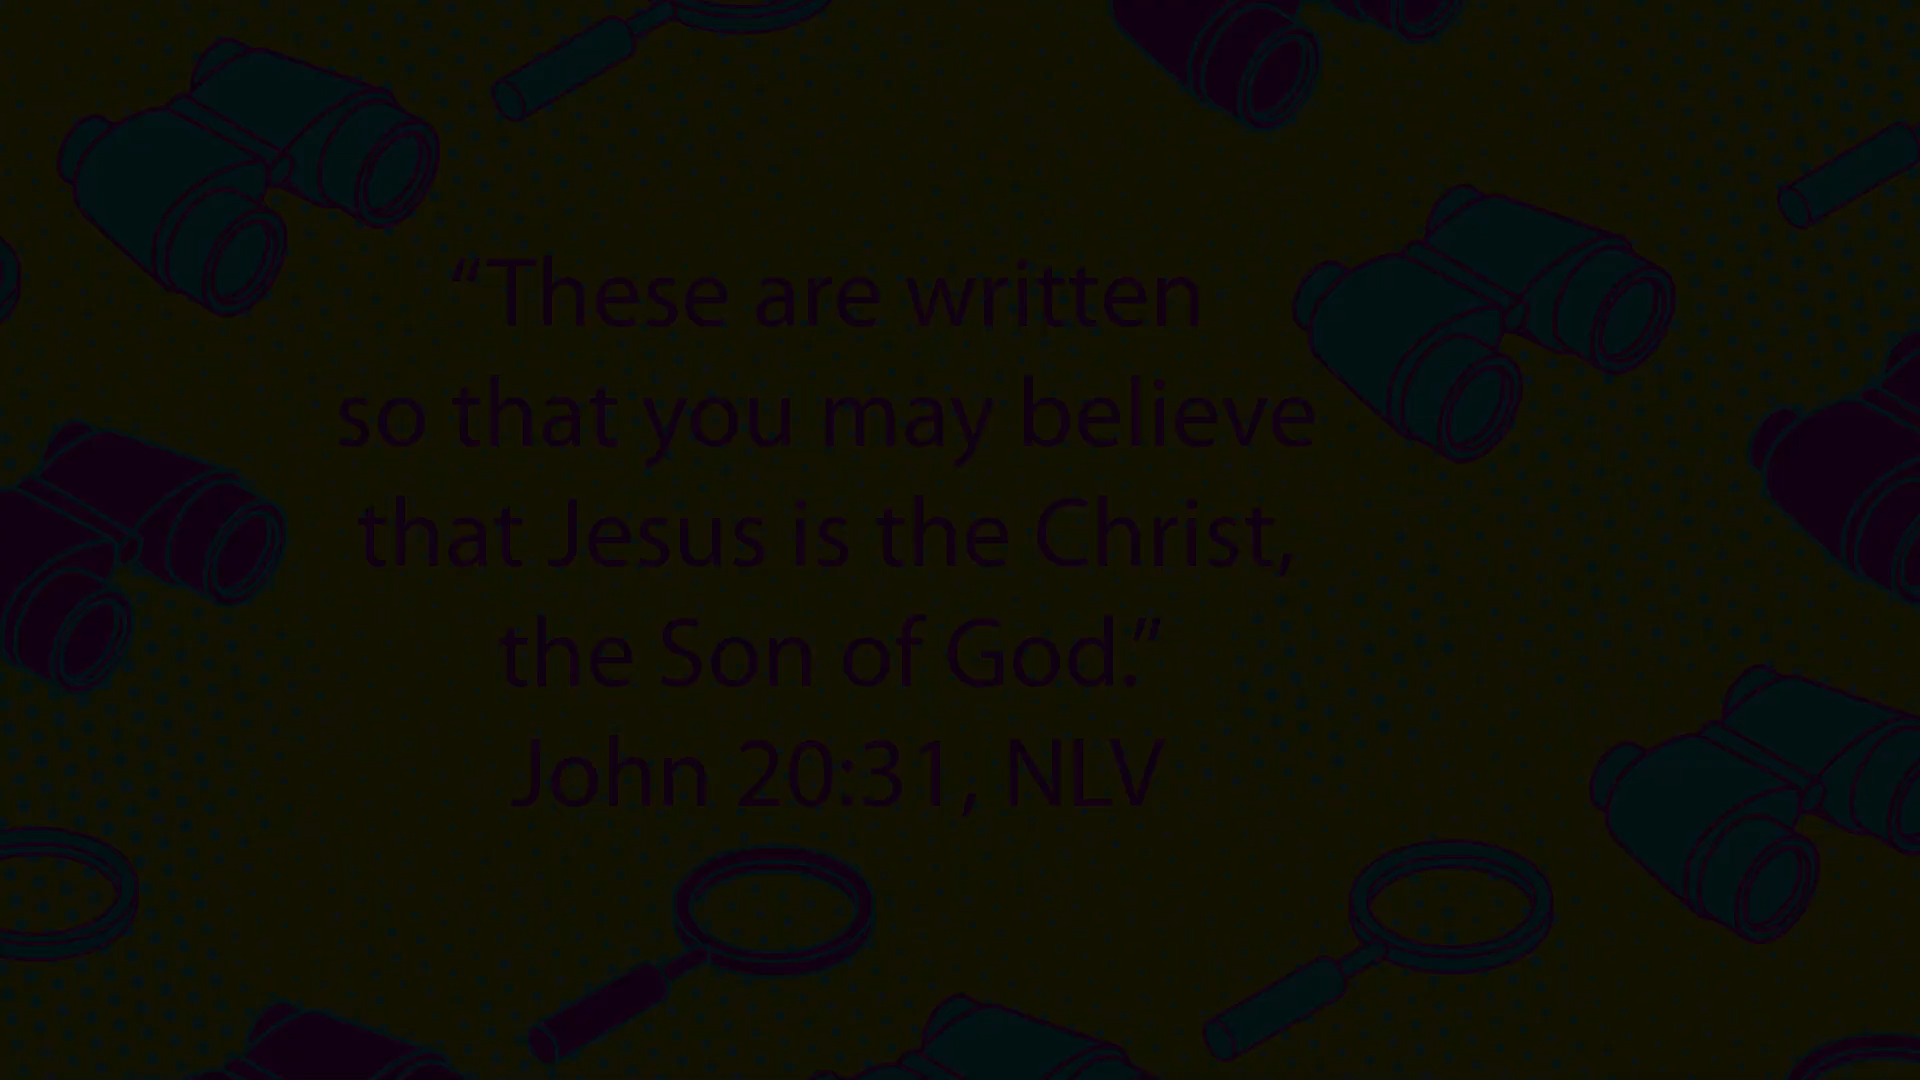 “These are written
so that you may believe
that Jesus is the Christ,
the Son of God.”
John 20:31, NLV